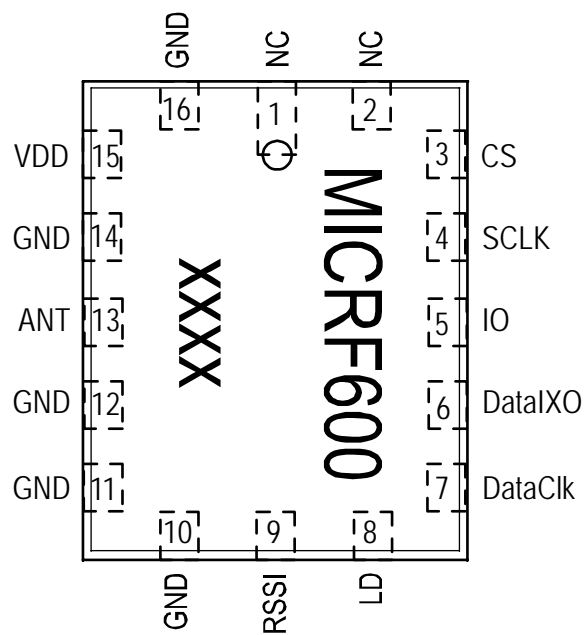 GND
NC
NC
16
1
2
VDD
15
3
CS
GND
14
4
SCLK
ANT
13
5
IO
GND
12
6
DataIXO
GND
11
7
DataClk
MICRF600
XXXX
10
9
8
GND
RSSI
LD